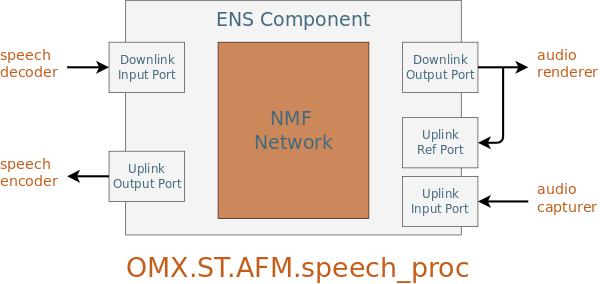 ENS Component
speech
decoder
Downlink
Input Port
NMF
Network
Downlink
Output Port
audio
renderer
Uplink
Ref Port
speech
encoder
Uplink
Output Port
Uplink
Input Port
audio
capturer
OMX.ST.AFM.speech_proc